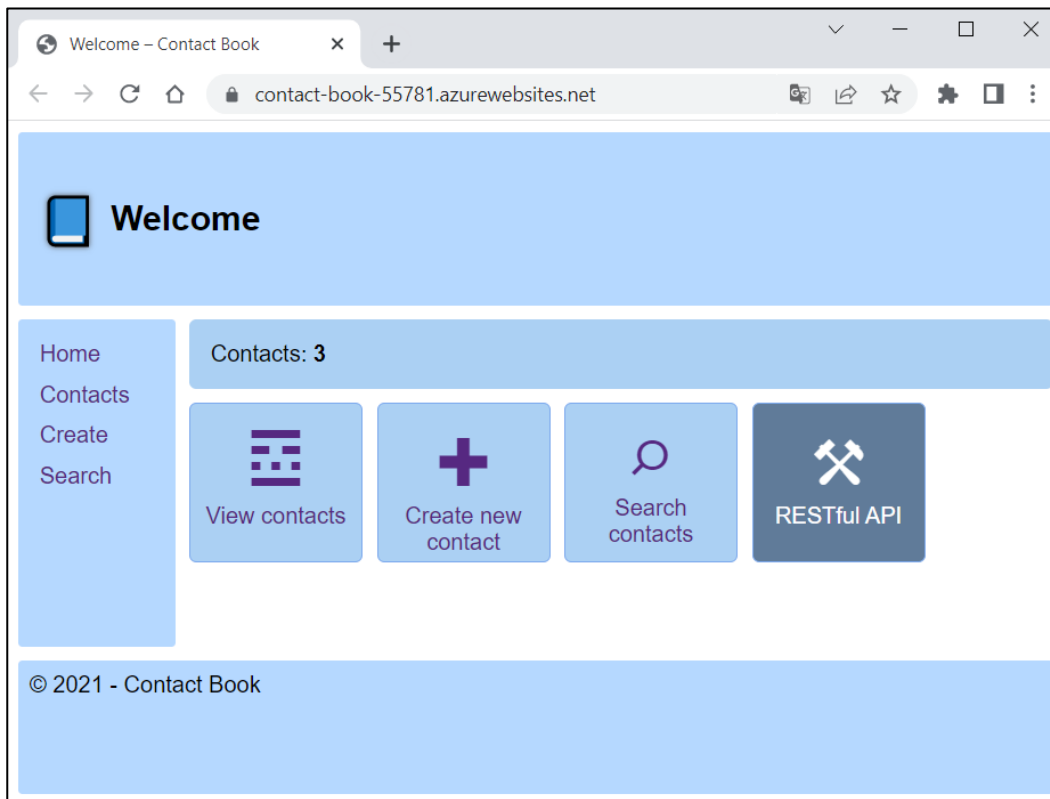 Welcome – Contact Book
contact-book-55781.azurewebsites.net
Welcome
Home
Contacts
Create
Search
Contacts: 3
View contacts
Create new
contact
Search
contacts
RESTful API
© 2021 - Contact Book